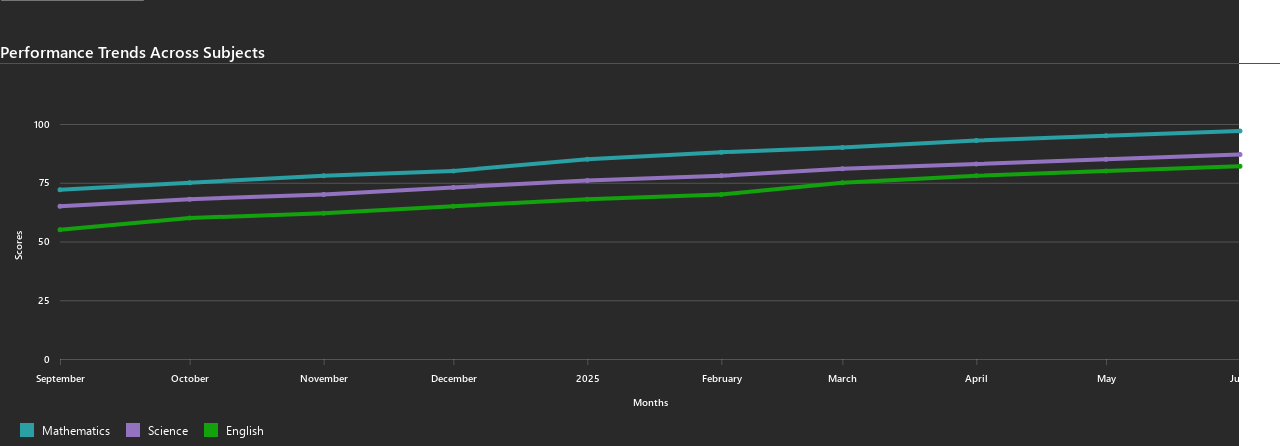 Performance Trends Across Subjects
100
75
50
25
0
Scores
September October November December 2025 February March April May Ju
Months
Mathematics Science English